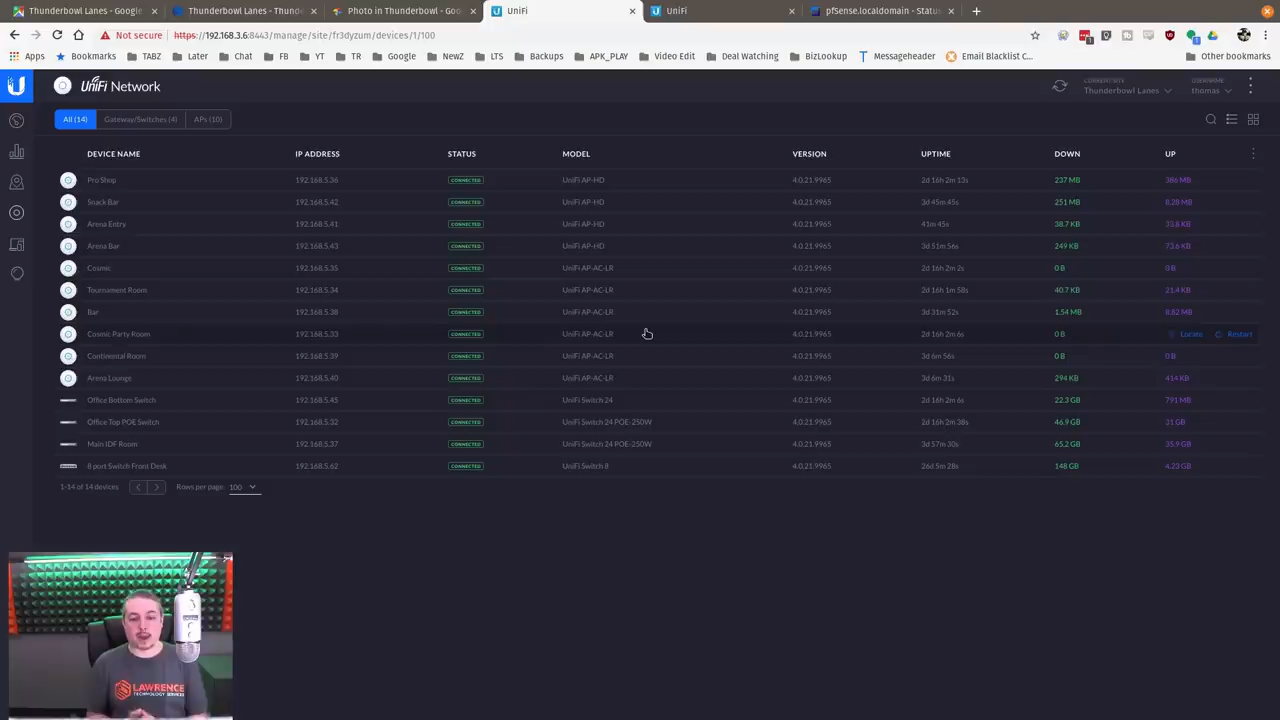 Thunderbowl Lanes - Google
Thunderbowl Lanes - Thunde
Photo in Thunderbowl - Goo
UniFi
UniFi
pfsense.localdomain - Status
Not secure
https://192.168.3.6:8443/manage/site/fr3dyzum/devices/1/100
Apps
Bookmarks
TABZ
Later
Chat
FB
YT
TR
Google
NewZ
LTS
Backups
APK_PLAY
Video Edit
Deal Watching
BizLookup
Messageheader
Email Blacklist C...
Other bookmarks
UniFi Network
CURRENT SITE
Thunderbowl Lanes
USERNAME
thomas
All (14) Gateway/Switches (4) APs (10)
DEVICE NAME IP ADDRESS STATUS MODEL VERSION UPTIME DOWN UP
Pro Shop 192.168.5.36 CONNECTED UniFi AP-HD 4.0.21.9965 2d 16h 2m 13s 237 MB 386 MB
Snack Bar 192.168.5.42 CONNECTED UniFi AP-HD 4.0.21.9965 3d 45m 45s 251 MB 8.28 MB
Arena Entry 192.168.5.41 CONNECTED UniFi AP-HD 4.0.21.9965 41m 45s 38.7 KB 33.8 KB
Arena Bar 192.168.5.43 CONNECTED UniFi AP-HD 4.0.21.9965 3d 51m 56s 249 KB 73.6 KB
Cosmic 192.168.5.35 CONNECTED UniFi AP-AC-LR 4.0.21.9965 2d 16h 2m 2s 0 B 0 B
Tournament Room 192.168.5.34 CONNECTED UniFi AP-AC-LR 4.0.21.9965 2d 16h 1m 58s 40.7 KB 21.4 KB
Bar 192.168.5.38 CONNECTED UniFi AP-AC-LR 4.0.21.9965 3d 31m 52s 1.54 MB 8.82 MB
Cosmic Party Room 192.168.5.33 CONNECTED UniFi AP-AC-LR 4.0.21.9965 2d 16h 2m 6s 0 B Locate Restart
Continental Room 192.168.5.39 CONNECTED UniFi AP-AC-LR 4.0.21.9965 3d 6m 56s 0 B 0 B
Arena Lounge 192.168.5.40 CONNECTED UniFi AP-AC-LR 4.0.21.9965 3d 6m 31s 294 KB 414 KB
Office Bottom Switch 192.168.5.45 CONNECTED UniFi Switch 24 4.0.21.9965 2d 16h 2m 6s 22.3 GB 791 MB
Office Top POE Switch 192.168.5.32 CONNECTED UniFi Switch 24 POE-250W 4.0.21.9965 2d 16h 2m 38s 46.9 GB 31 GB
Main IDF Room 192.168.5.37 CONNECTED UniFi Switch 24 POE-250W 4.0.21.9965 3d 57m 30s 65.2 GB 35.9 GB
8 port Switch Front Desk 192.168.5.62 CONNECTED UniFi Switch 8 4.0.21.9965 26d 5m 28s 148 GB 4.23 GB
1-14 of 14 devices
Rows per page: 100
LAWRENCE
TECHNOLOGY SERVICES